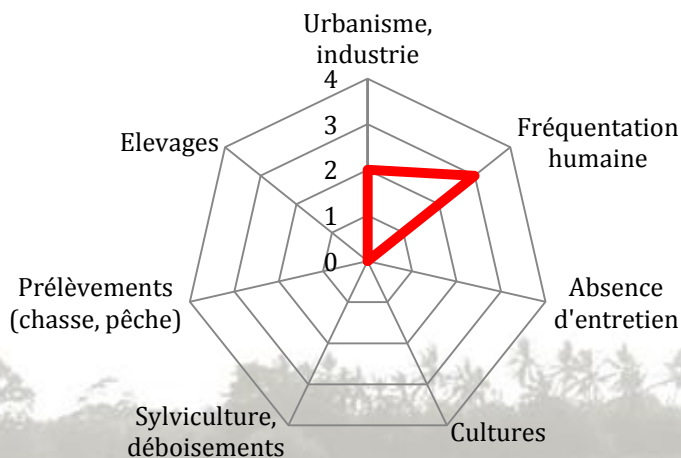 Urbanisme,
industrie
4
3
2
1
0
Fréquentation
humaine
Absence
d'entretien
Cultures
Sylviculture,
déboisements
Prélèvements
(chasse, pêche)
Elevages